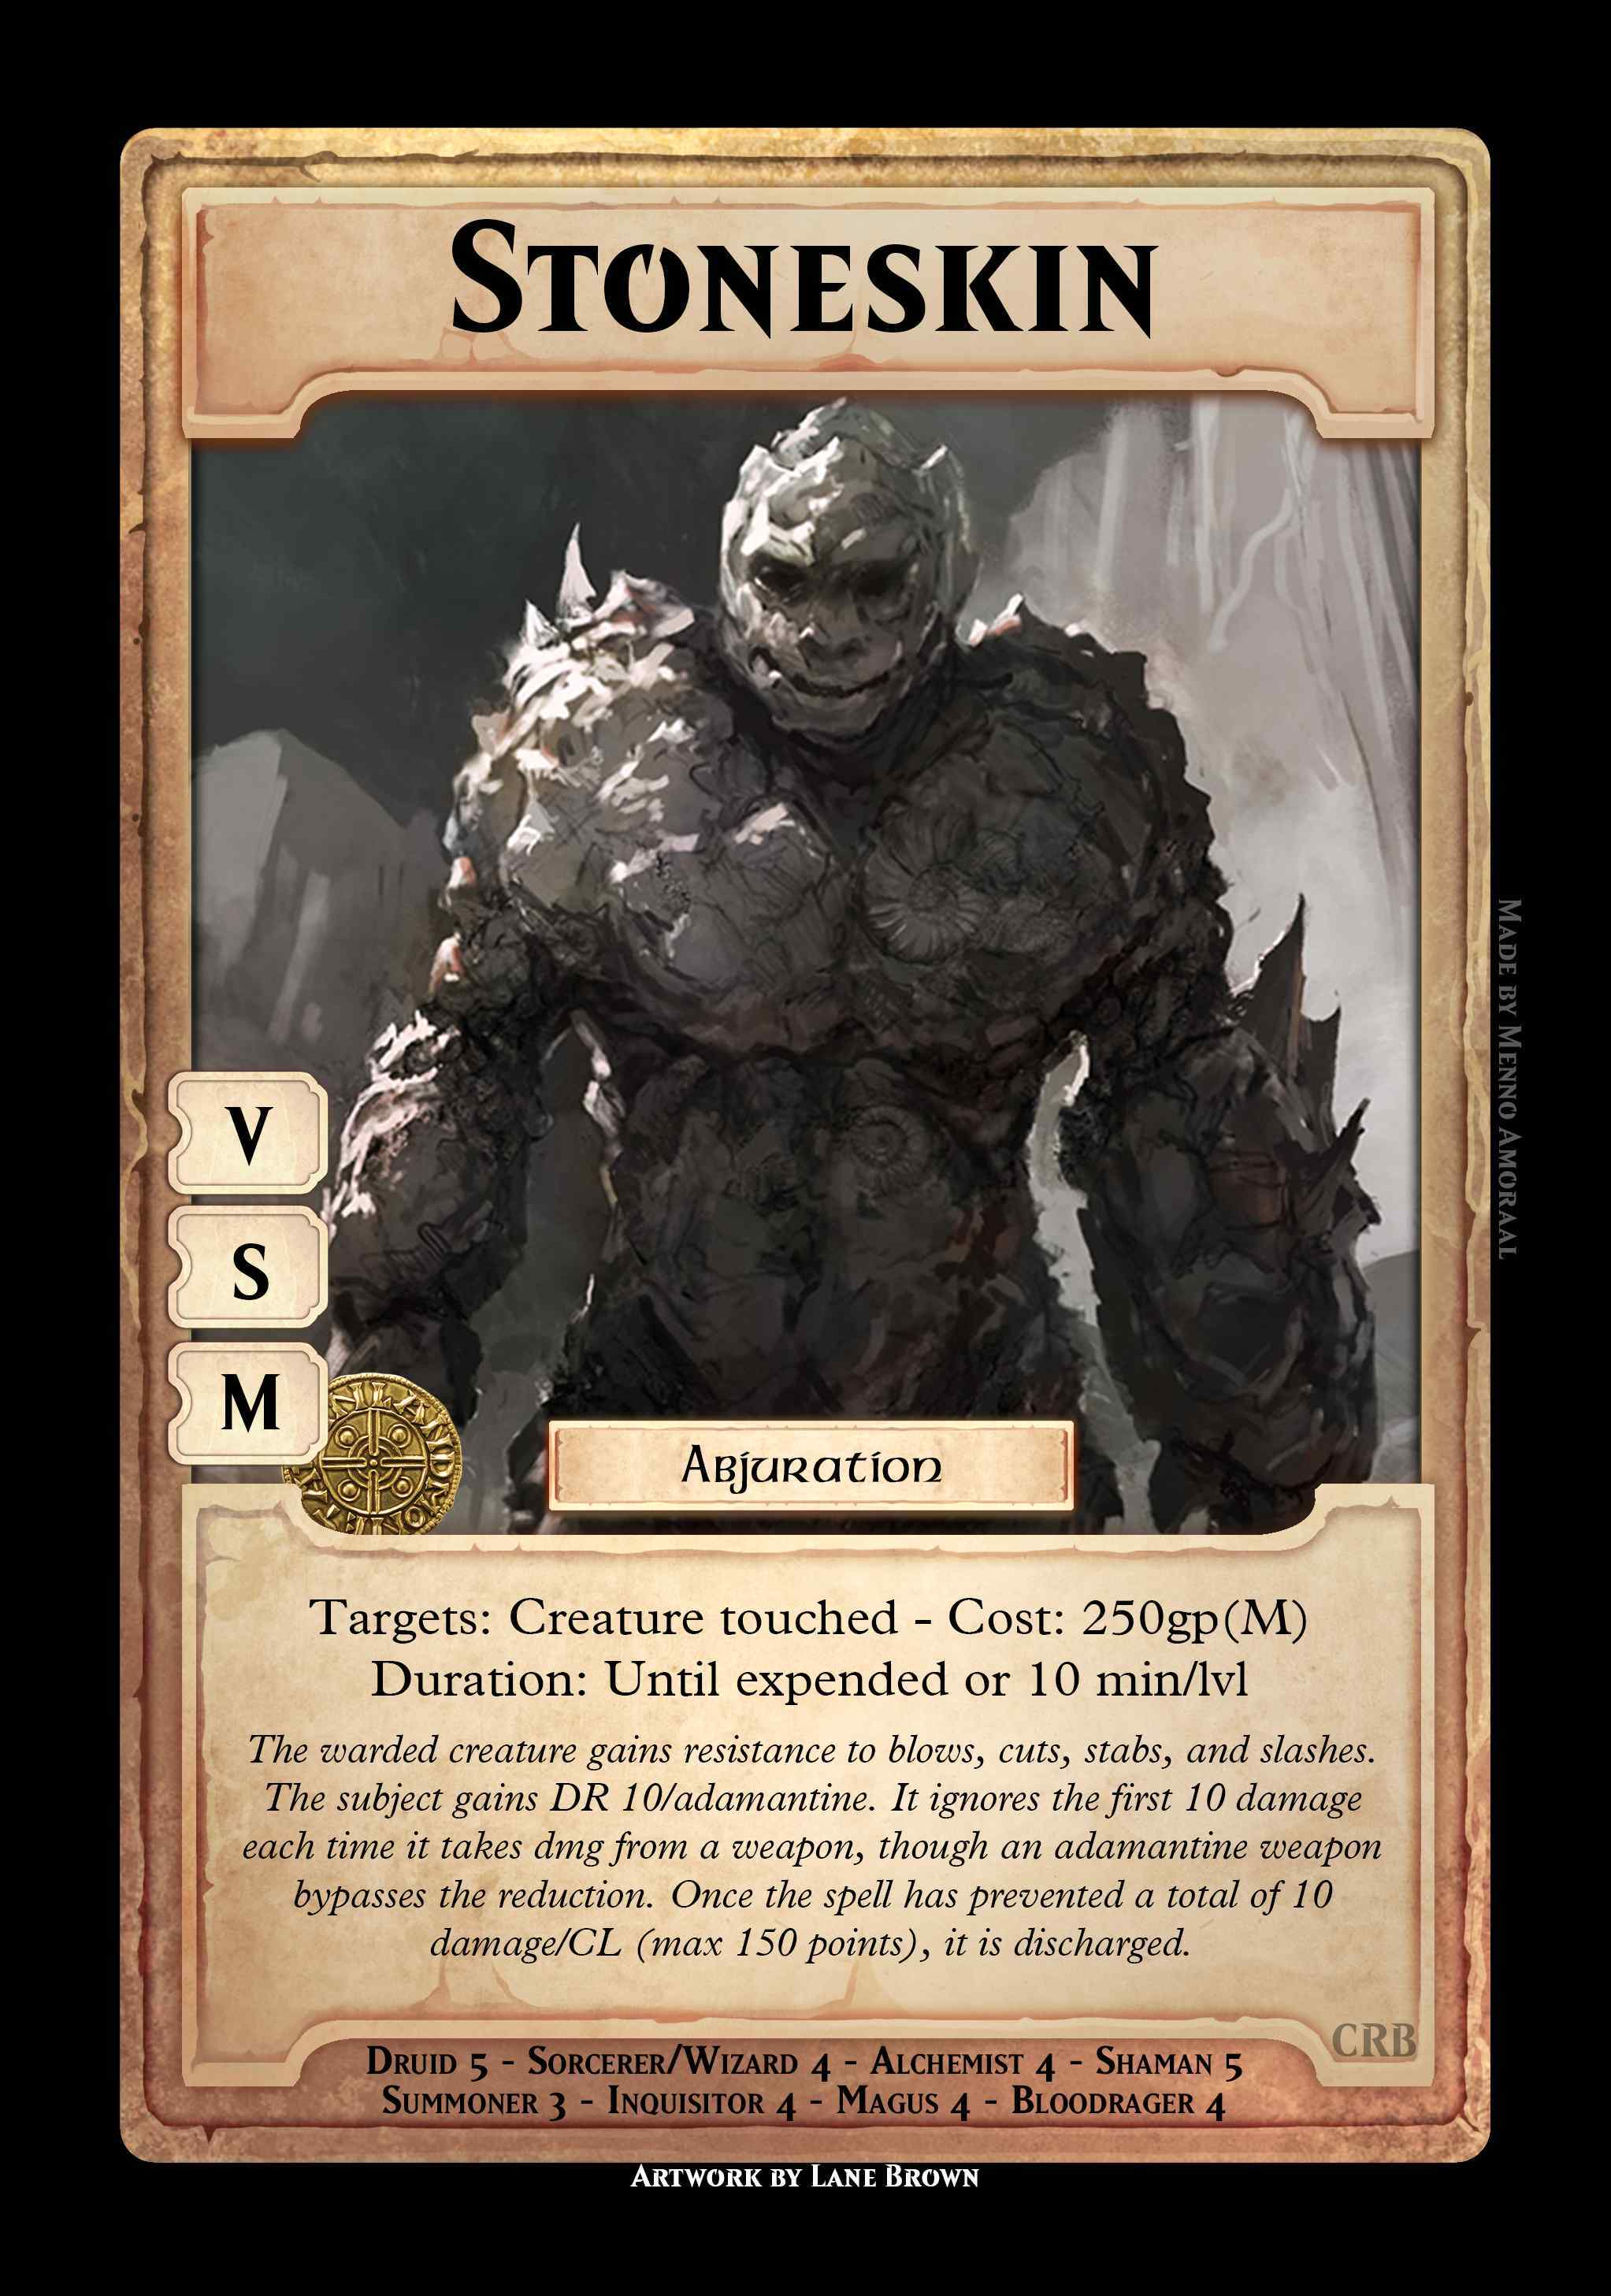 Stoneskin
V
S
M
Abjuration
Targets: Creature touched - Cost: 250gp(M)
Duration: Until expended or 10 min/lvl
The warded creature gains resistance to blows, cuts, stabs, and slashes.
The subject gains DR 10/adamantine. It ignores the first 10 damage
each time it takes dmg from a weapon, though an adamantine weapon
bypasses the reduction. Once the spell has prevented a total of 10
damage/CL (max 150 points), it is discharged.
CRB
Druid 5 - Sorcerer/Wizard 4 - Alchemist 4 - Shaman 5
Summoner 3 - Inquisitor 4 - Magus 4 - Bloodrager 4
Artwork by Lane Brown
Made by Menno Amoraal